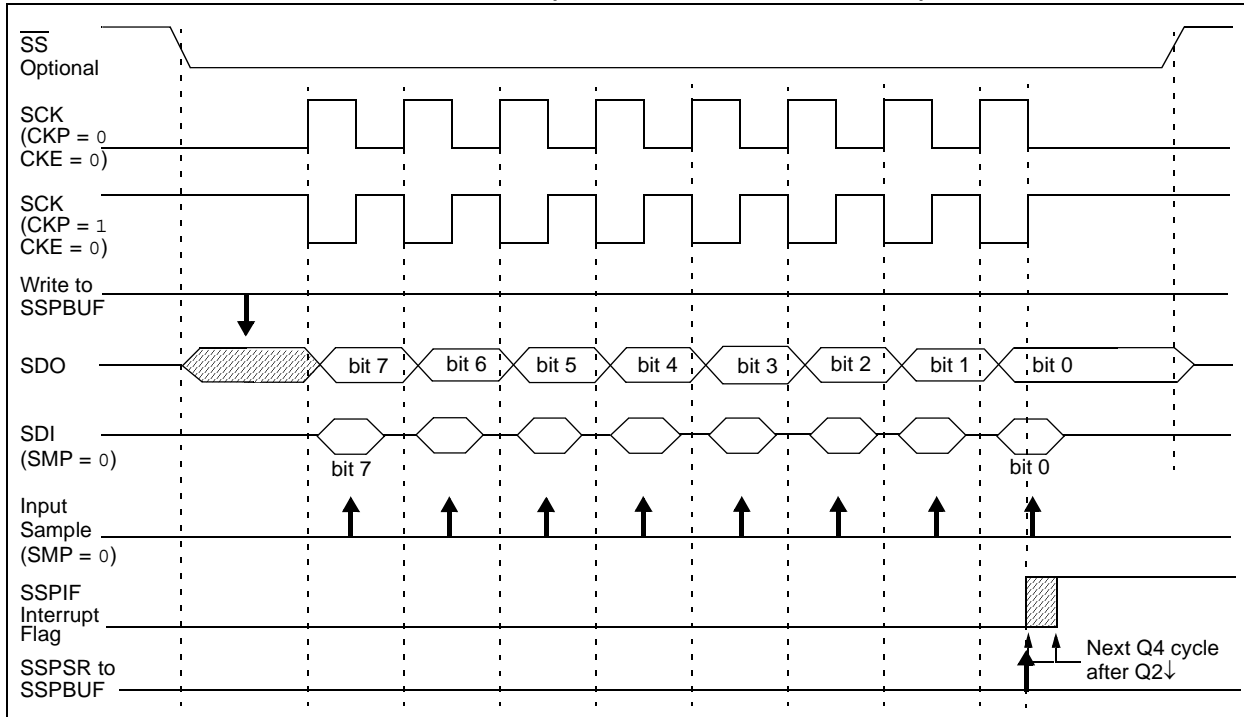 SS
Optional
SCK
(CKP = 0
CKE = 0)
SCK
(CKP = 1
CKE = 0)
Write to
SSPBUF
SDO
bit 7 bit 6 bit 5 bit 4 bit 3 bit 2 bit 1 bit 0
SDI
(SMP = 0)
bit 7 bit 0
Input
Sample
(SMP = 0)
SSPIF
Interrupt
Flag
Next Q4 cycle
after Q2↓
SSPSR to
SSPBUF